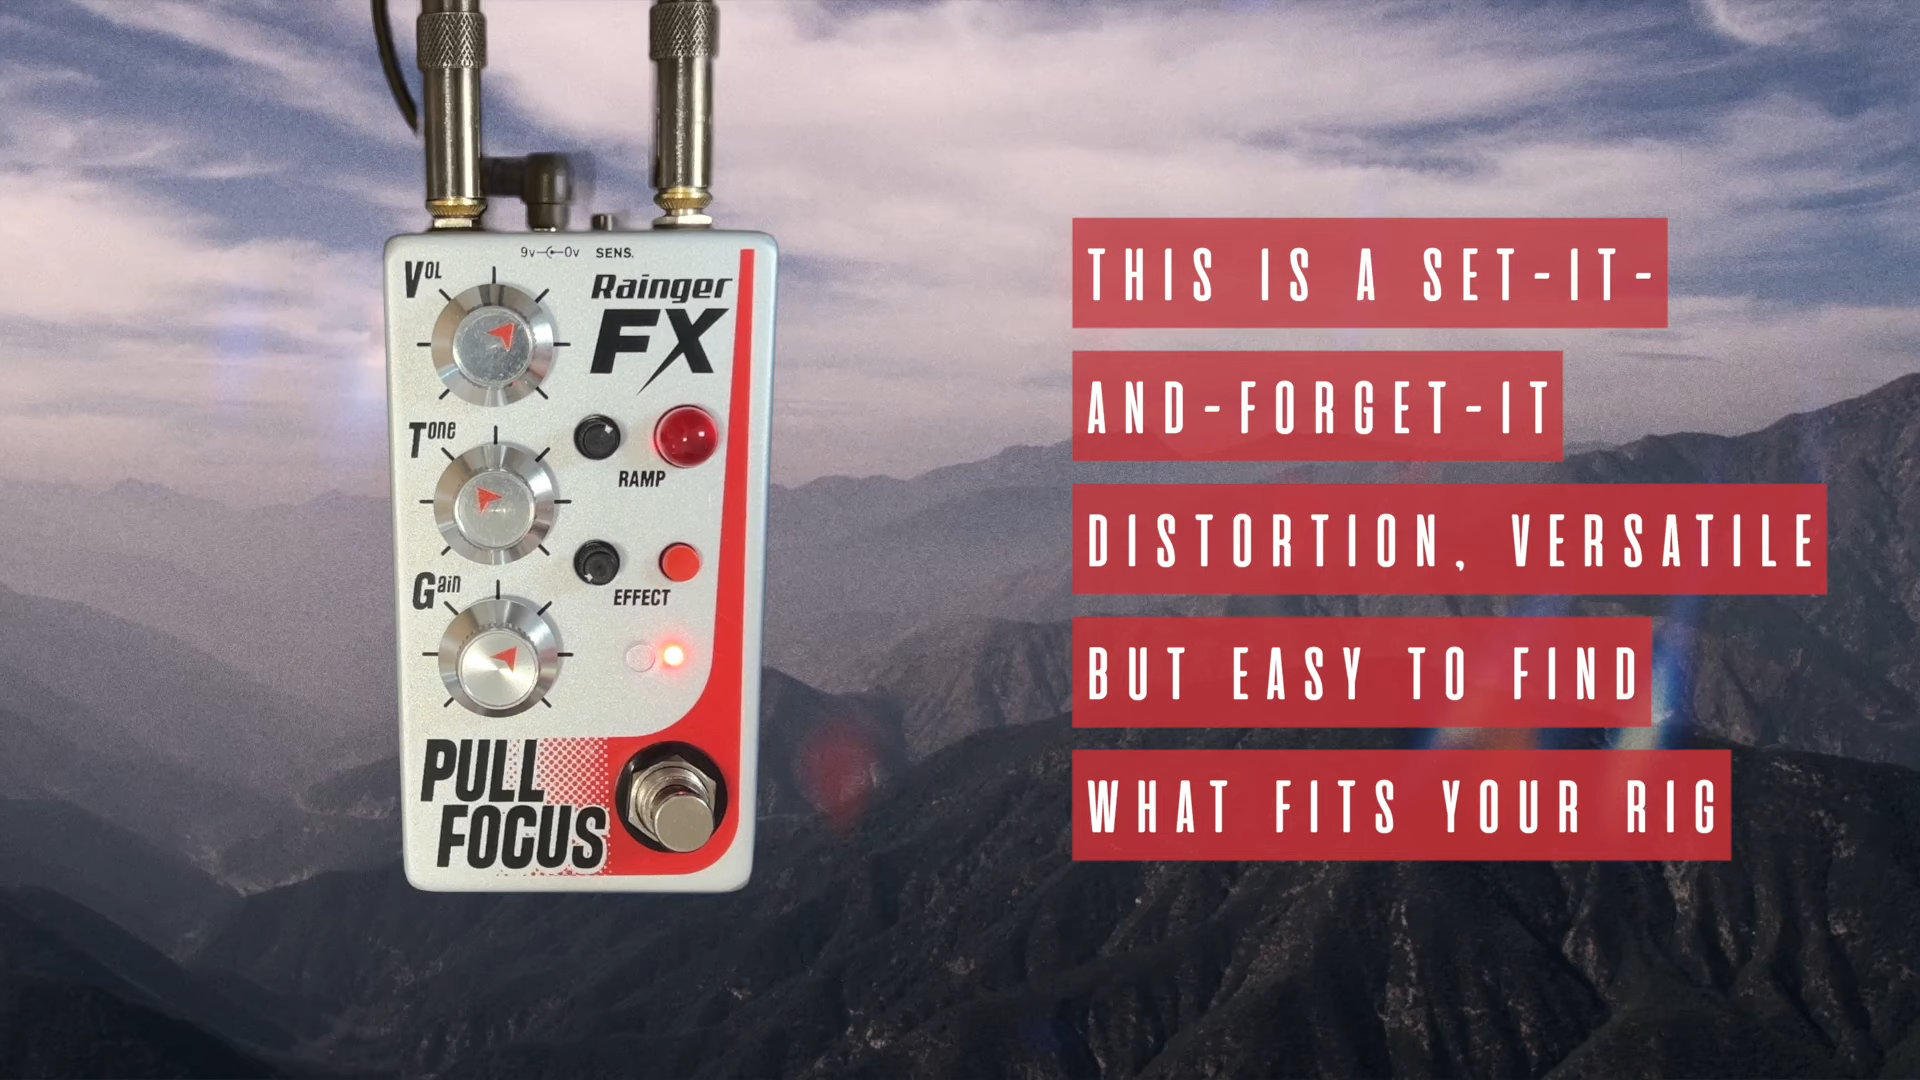 9v 0v SENS.
Vol
Rainger
FX
Tone
RAMP
Gain
EFFECT
PULL
FOCUS
THIS IS A SET-IT-
AND-FORGET-IT
DISTORTION, VERSATILE
BUT EASY TO FIND
WHAT FITS YOUR RIG